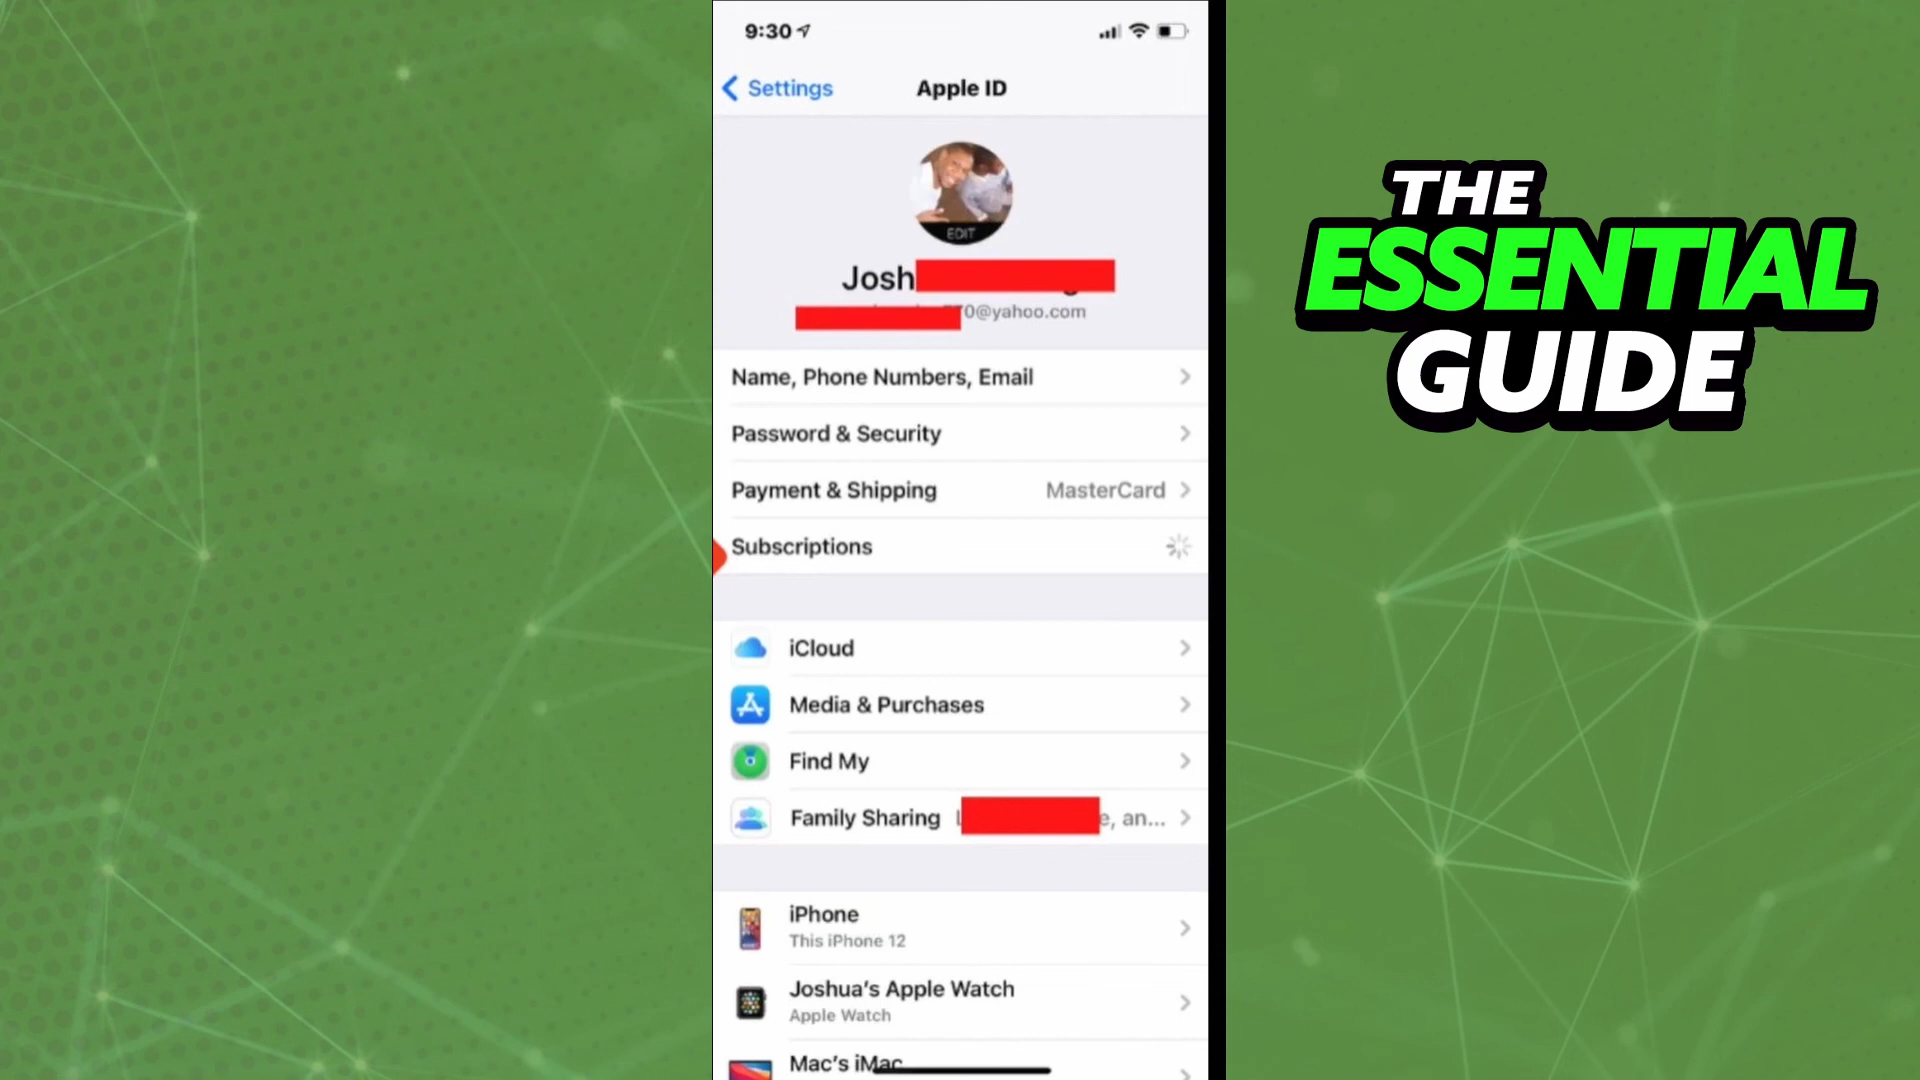 9:30
Settings
Apple ID
EDIT
Josh
0@yahoo.com
Name, Phone Numbers, Email
Password & Security
Payment & Shipping MasterCard
Subscriptions
iCloud
Media & Purchases
Find My
Family Sharing e, an...
iPhone
This iPhone 12
Joshua's Apple Watch
Apple Watch
Mac's iMac
THE
ESSENTIAL
GUIDE